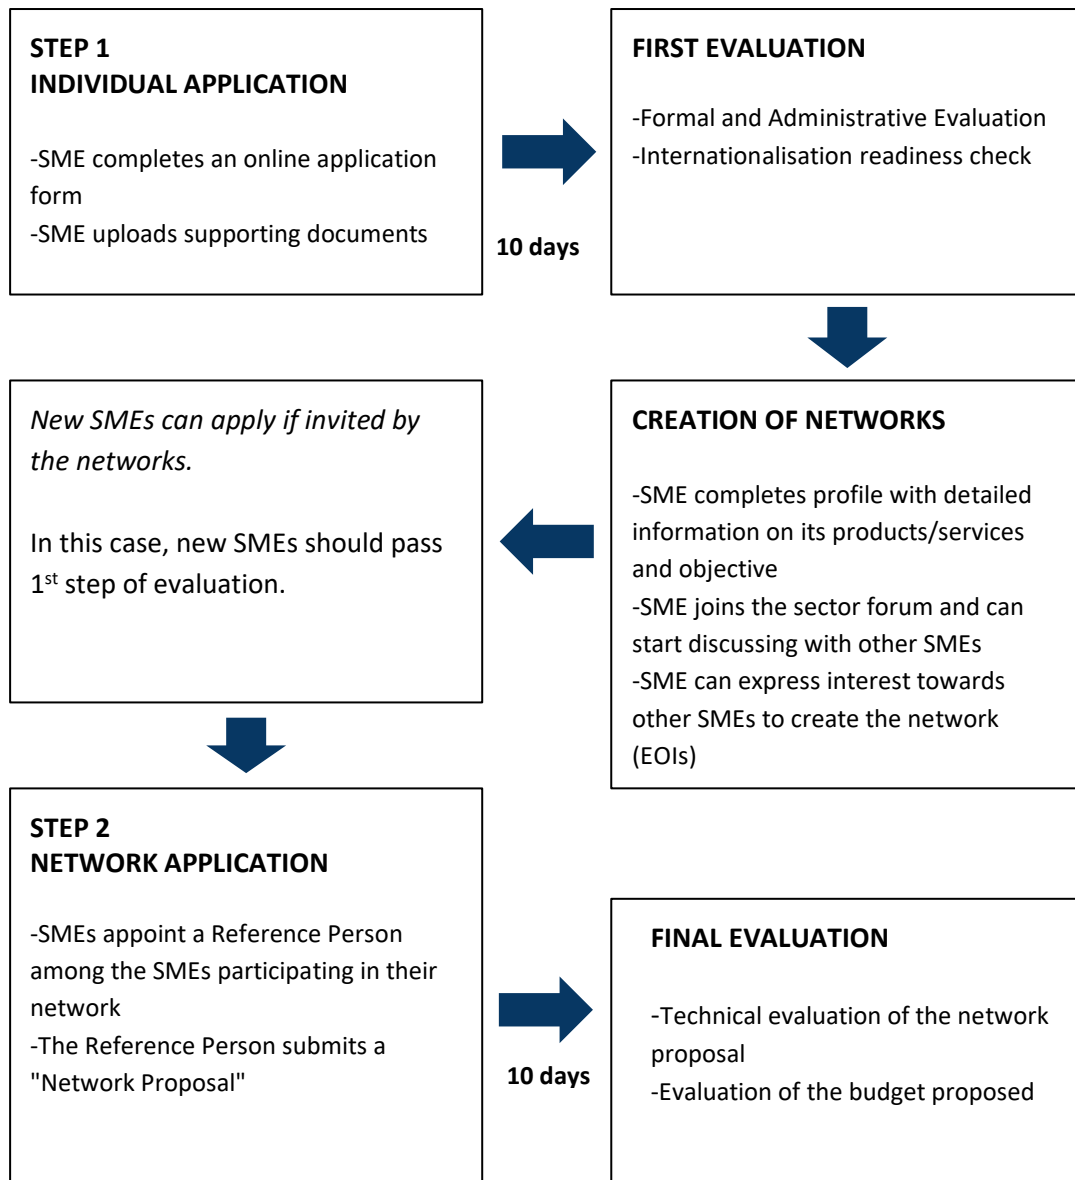 STEP 1
INDIVIDUAL APPLICATION
-SME completes an online application
form
-SME uploads supporting documents
10 days
FIRST EVALUATION
-Formal and Administrative Evaluation
-Internationalisation readiness check
CREATION OF NETWORKS
-SME completes profile with detailed
information on its products/services
and objective
-SME joins the sector forum and can
start discussing with other SMEs
-SME can express interest towards
other SMEs to create the network
(EOIs)
New SMEs can apply if invited by
the networks.
In this case, new SMEs should pass
1st step of evaluation.
STEP 2
NETWORK APPLICATION
-SMEs appoint a Reference Person
among the SMEs participating in their
network
-The Reference Person submits a
"Network Proposal"
10 days
FINAL EVALUATION
-Technical evaluation of the network
proposal
-Evaluation of the budget proposed